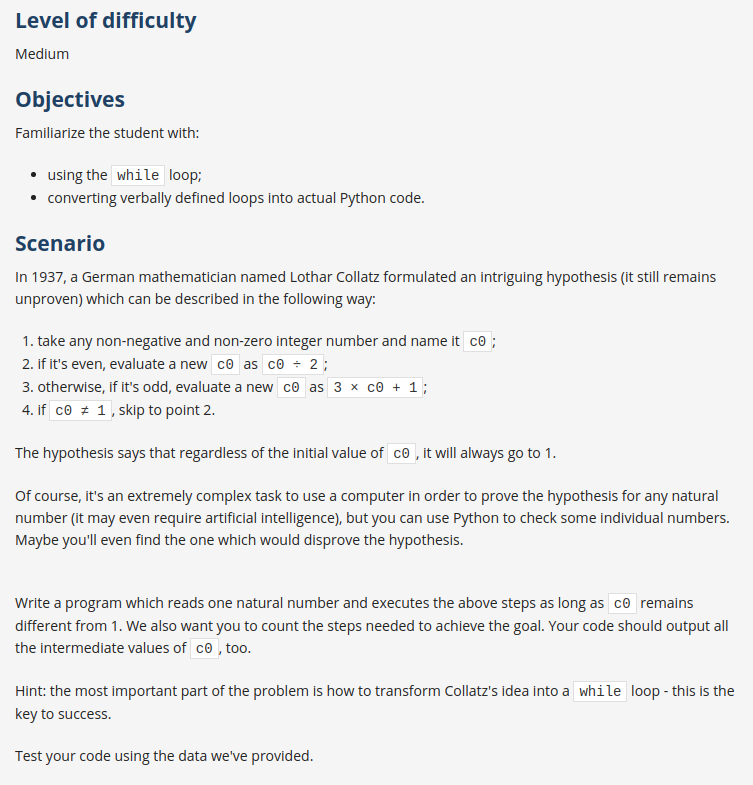 Level of difficulty
Medium
Objectives
Familiarize the student with:
• using the while loop;
• converting verbally defined loops into actual Python code.
Scenario
In 1937, a German mathematician named Lothar Collatz formulated an intriguing hypothesis (it still remains
unproven) which can be described in the following way:
1. take any non-negative and non-zero integer number and name it c0 ;
2. if it's even, evaluate a new c0 as c0 ÷ 2 ;
3. otherwise, if it's odd, evaluate a new c0 as 3 × c0 + 1 ;
4. if c0 ≠ 1 , skip to point 2.
The hypothesis says that regardless of the initial value of c0 , it will always go to 1.
Of course, it's an extremely complex task to use a computer in order to prove the hypothesis for any natural
number (it may even require artificial intelligence), but you can use Python to check some individual numbers.
Maybe you'll even find the one which would disprove the hypothesis.
Write a program which reads one natural number and executes the above steps as long as c0 remains
different from 1. We also want you to count the steps needed to achieve the goal. Your code should output all
the intermediate values of c0 , too.
Hint: the most important part of the problem is how to transform Collatz's idea into a while loop - this is the
key to success.
Test your code using the data we've provided.